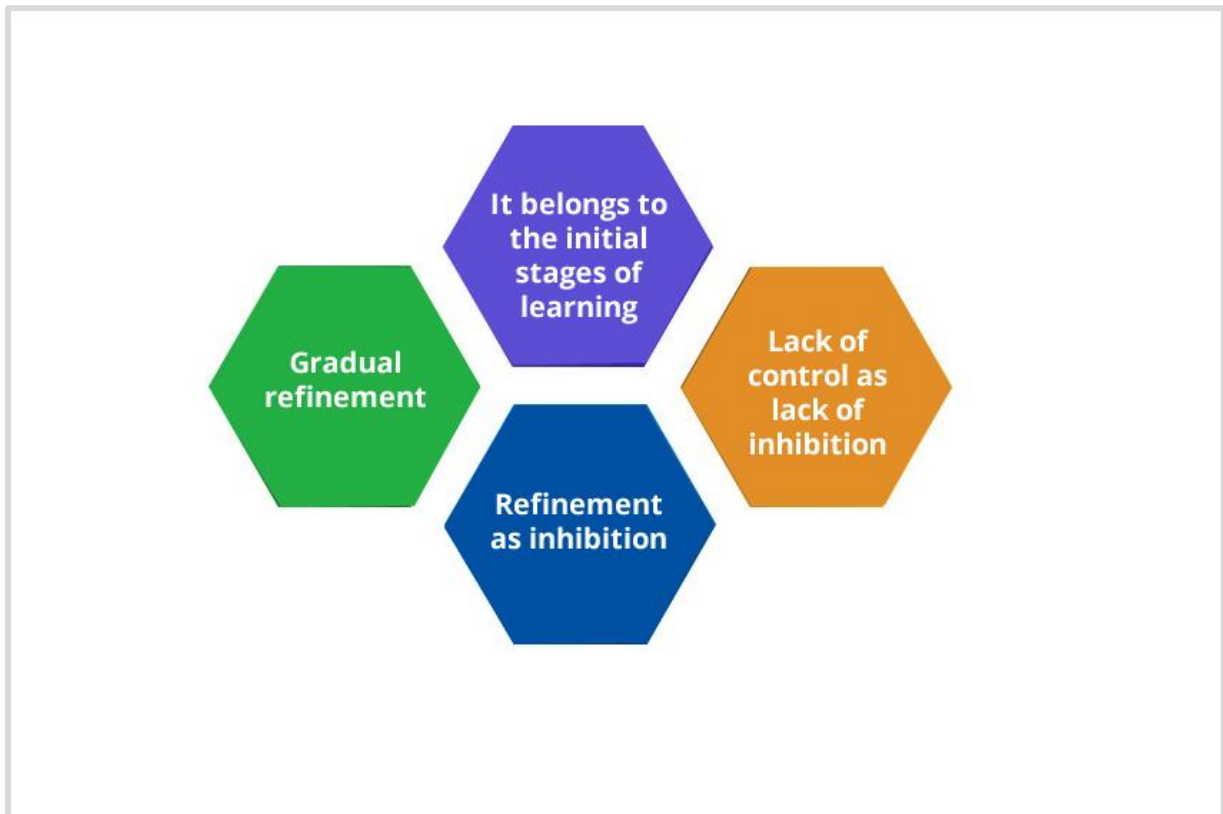 It belongs to
the initial
stages of
learning
Gradual
refinement
Lack of
control as
lack of
inhibition
Refinement
as inhibition